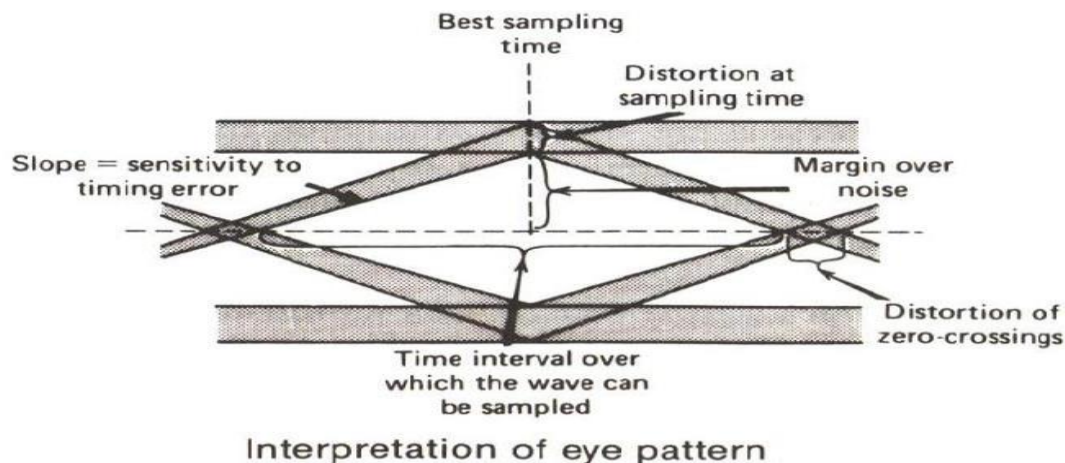 Best sampling
time
Distortion at
sampling time
Slope = sensitivity to
timing error
Margin over
noise
Distortion of
zero-crossings
Time interval over
which the wave can
be sampled
Interpretation of eye pattern